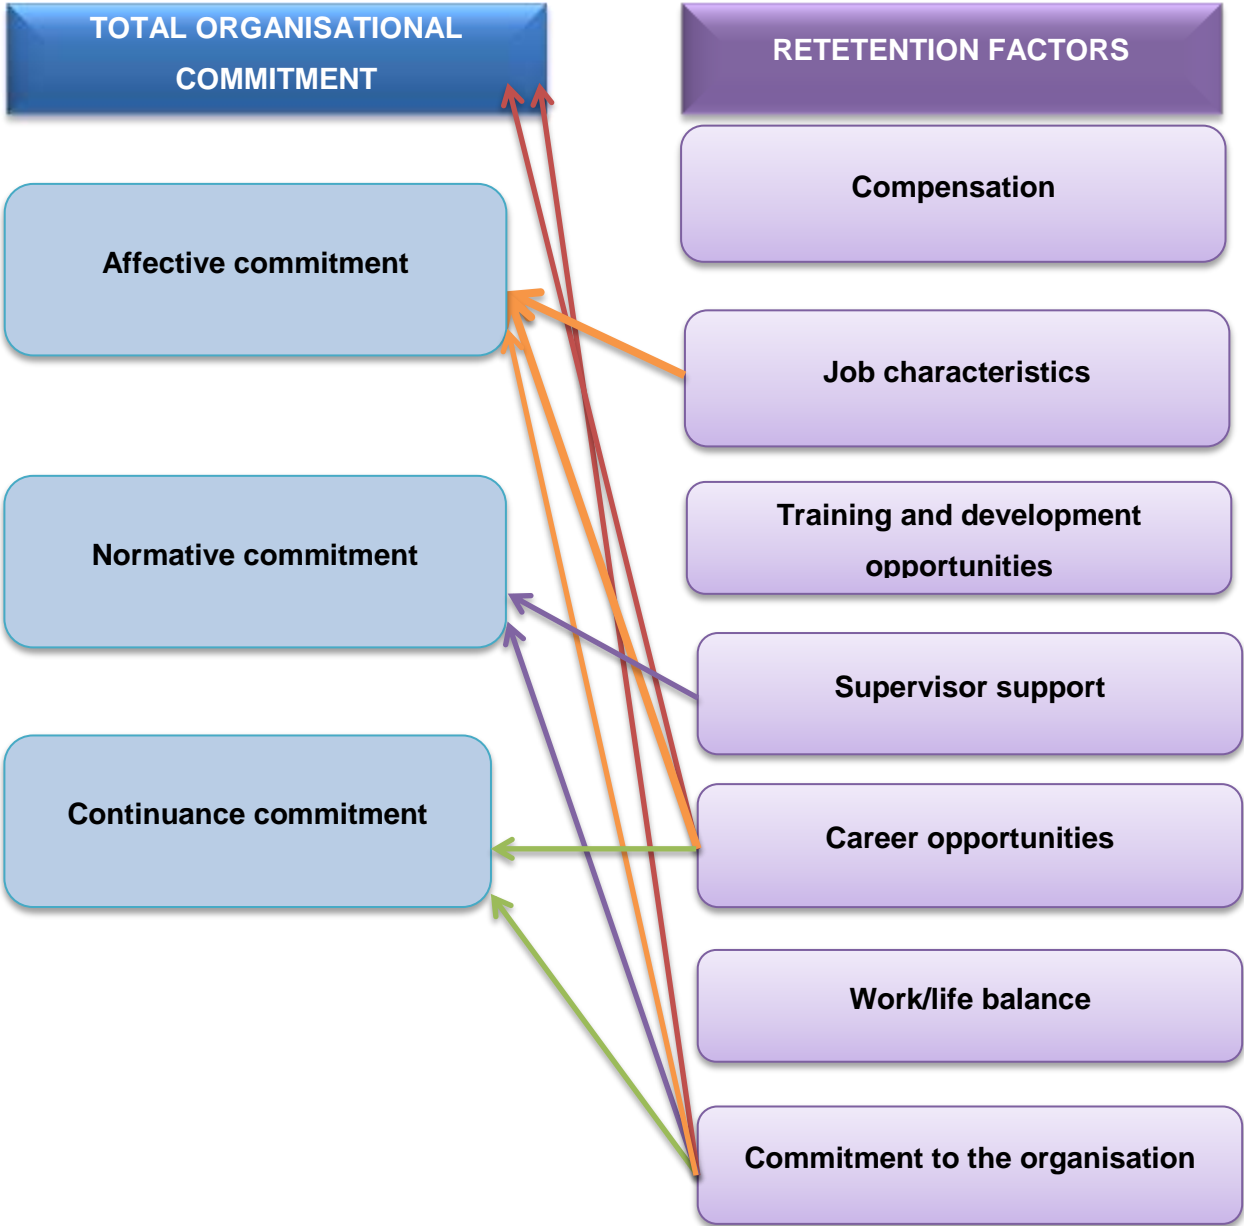 TOTAL ORGANISATIONAL
COMMITMENT
Affective commitment
Normative commitment
Continuance commitment
RETETENTION FACTORS
Compensation
Job characteristics
Training and development
opportunities
Supervisor support
Career opportunities
Work/life balance
Commitment to the organisation